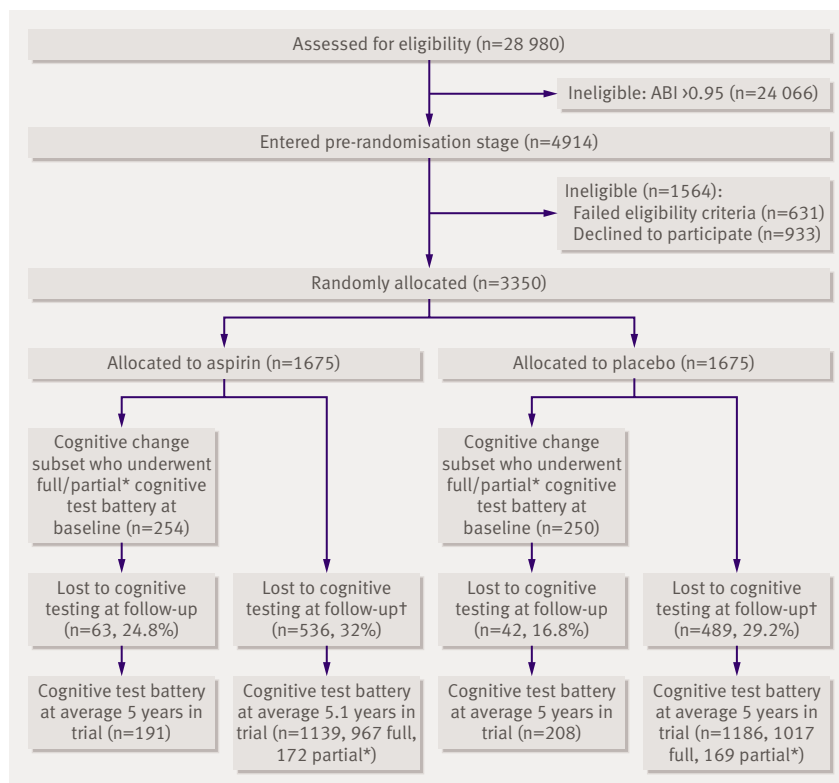 Assessed for eligibility (n=28 980)
Ineligible: ABI >0.95 (n=24 066)
Entered pre-randomisation stage (n=4914)
Ineligible (n=1564):
Failed eligibility criteria (n=631)
Declined to participate (n=933)
Randomly allocated (n=3350)
Allocated to aspirin (n=1675)
Allocated to placebo (n=1675)
Cognitive change
subset who underwent
full/partial* cognitive
test battery at
baseline (n=254)
Cognitive change
subset who underwent
full/partial* cognitive
test battery at
baseline (n=250)
Lost to cognitive
testing at follow-up
(n=63, 24.8%)
Lost to cognitive
testing at follow-up†
(n=536, 32%)
Lost to cognitive
testing at follow-up
(n=42, 16.8%)
Lost to cognitive
testing at follow-up†
(n=489, 29.2%)
Cognitive test battery
at average 5 years in
trial (n=191)
Cognitive test battery
at average 5.1 years in
trial (n=1139, 967 full,
172 partial*)
Cognitive test battery
at average 5 years in
trial (n=208)
Cognitive test battery
at average 5 years in
trial (n=1186, 1017
full, 169 partial*)